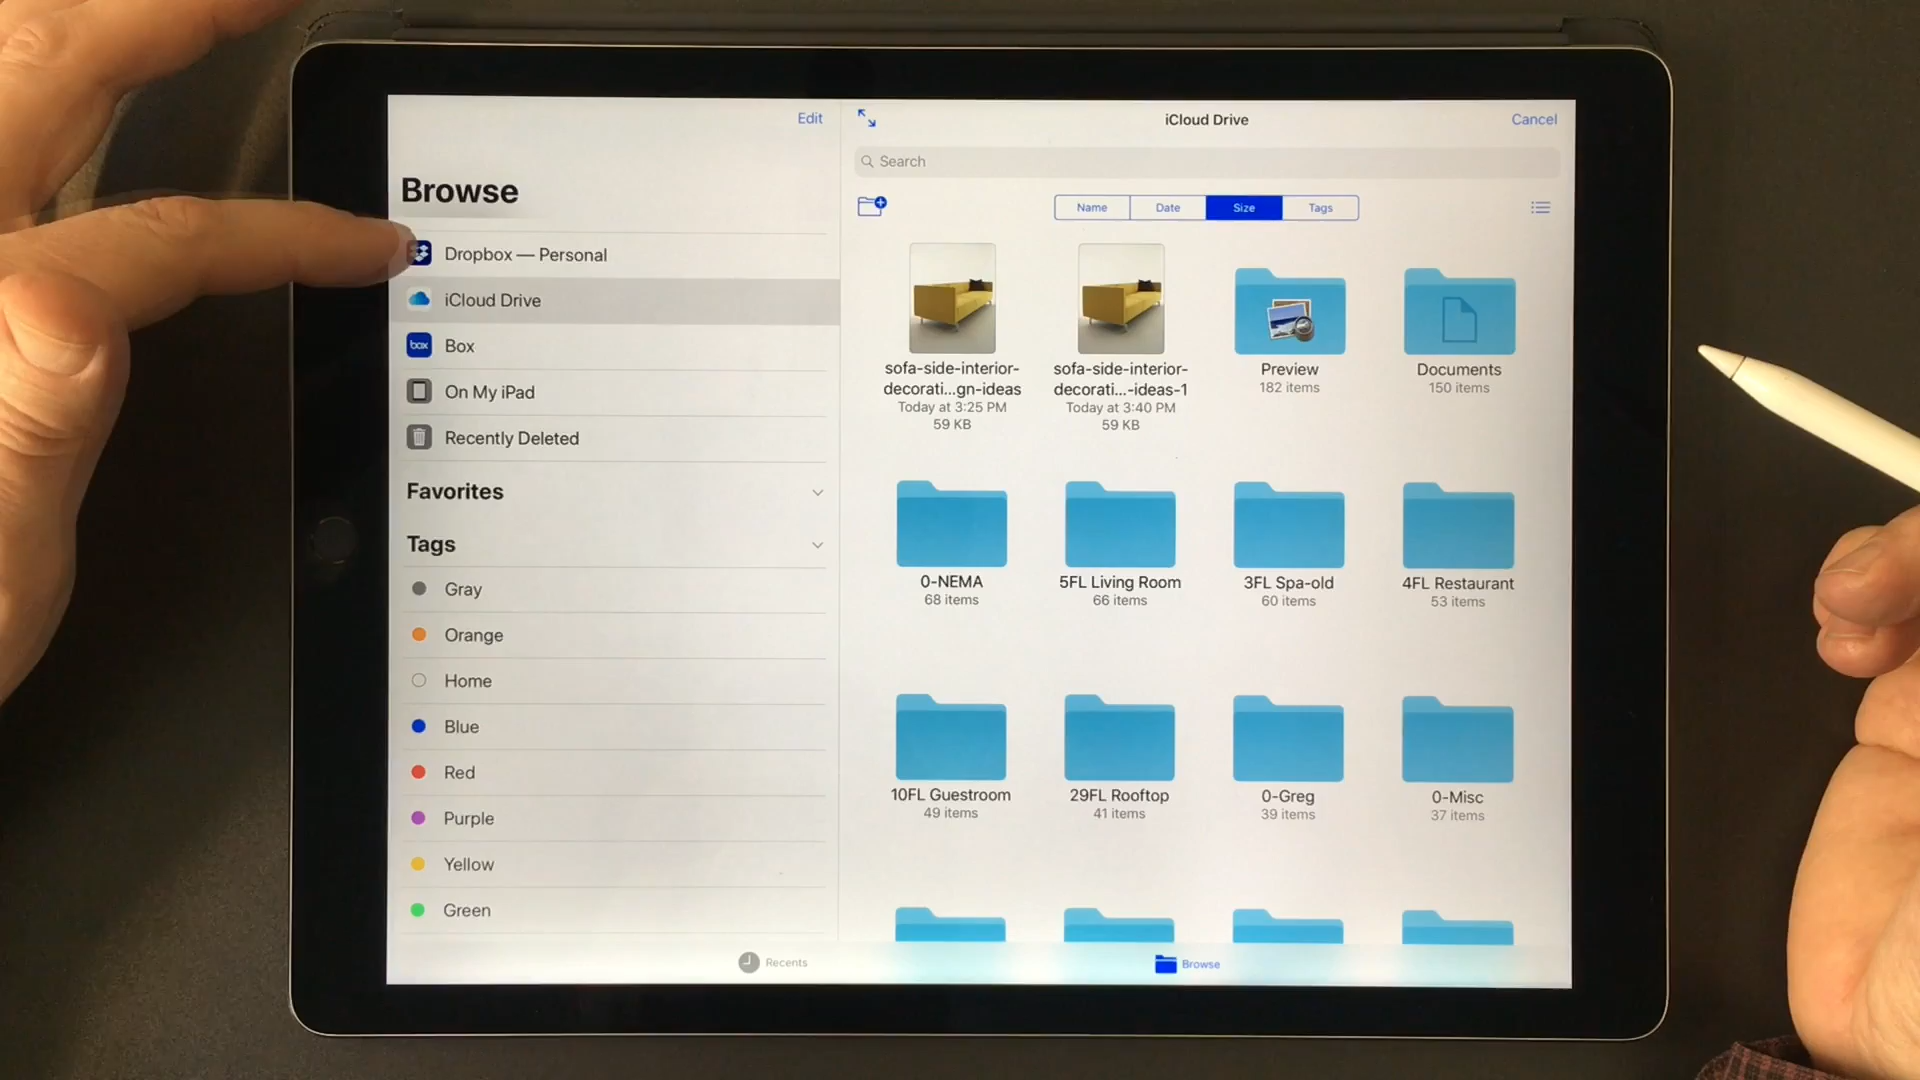 Edit
Browse
Dropbox — Personal
iCloud Drive
box
Box
On My iPad
Recently Deleted
Favorites
Tags
Gray
Orange
Home
Blue
Red
Purple
Yellow
Green
iCloud Drive
Cancel
Search
Name
Date
Size
Tags
sofa-side-interior-
decorati...gn-ideas
Today at 3:25 PM
59 KB
sofa-side-interior-
decorati...-ideas-1
Today at 3:40 PM
59 KB
Preview
182 items
Documents
150 items
0-NEMA
68 items
5FL Living Room
66 items
3FL Spa-old
60 items
4FL Restaurant
53 items
10FL Guestroom
49 items
29FL Rooftop
41 items
0-Greg
39 items
0-Misc
37 items
Recents
Browse